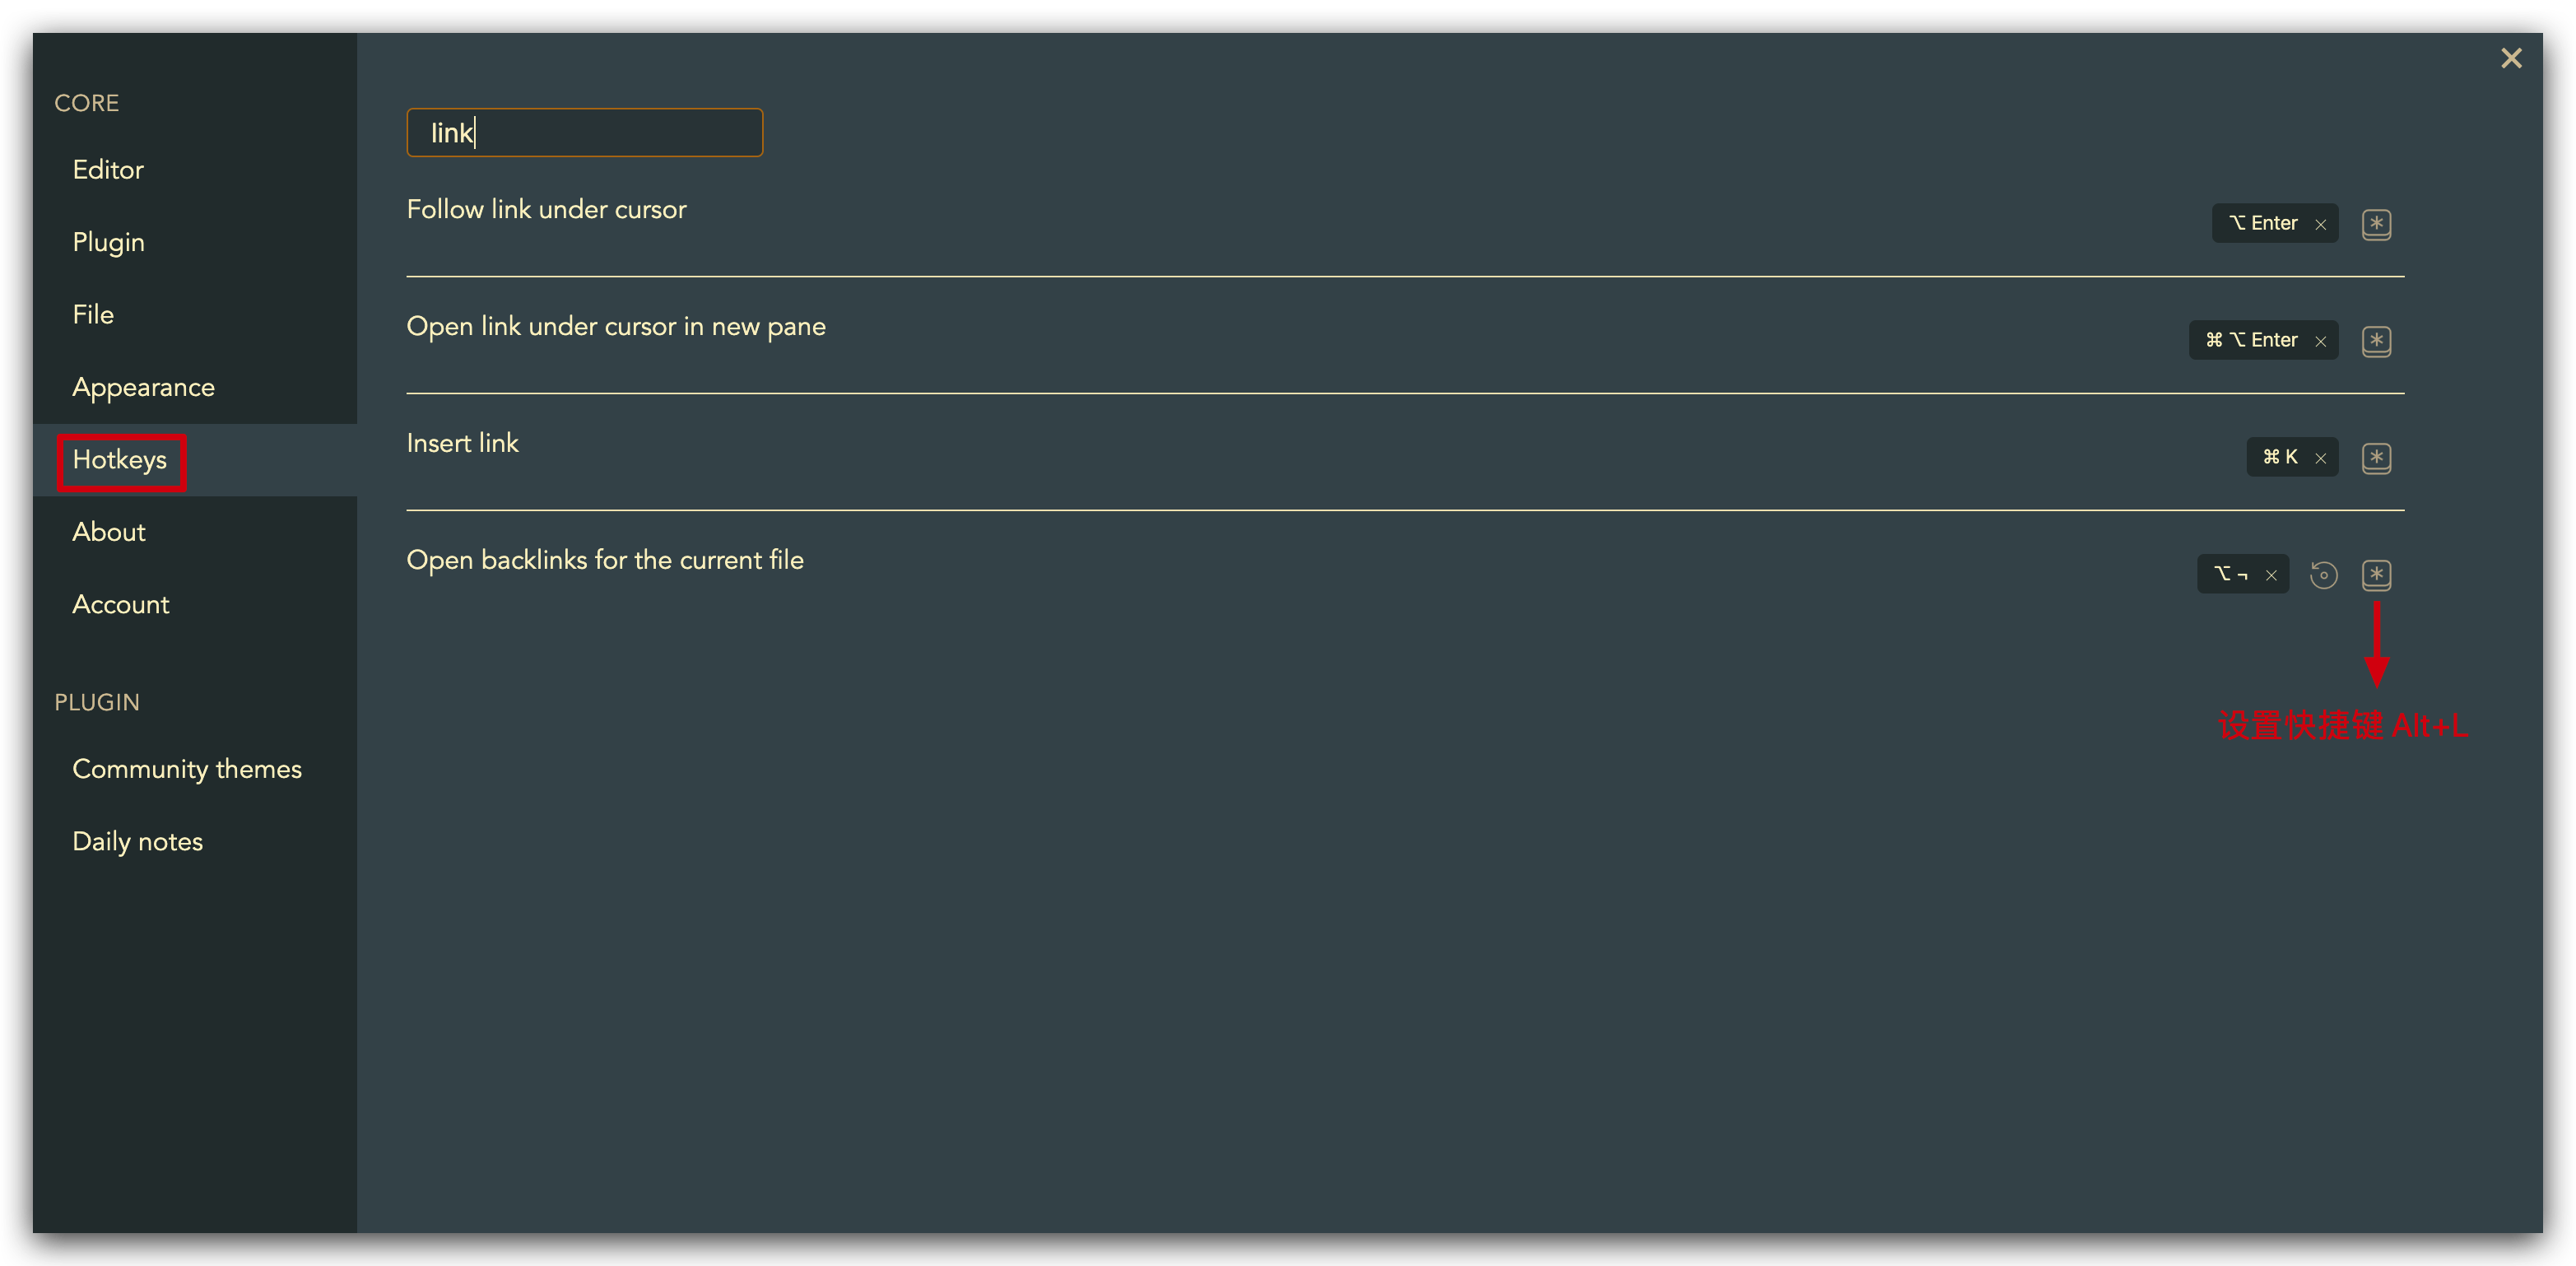 CORE
Editor
Plugin
File
Appearance
Hotkeys
About
Account
PLUGIN
Community themes
Daily notes
link
Follow link under cursor
⌥ Enter
Open link under cursor in new pane
⌘ ⌥ Enter
Insert link
⌘ K
Open backlinks for the current file
⌥ ¬
设置快捷键 Alt+L